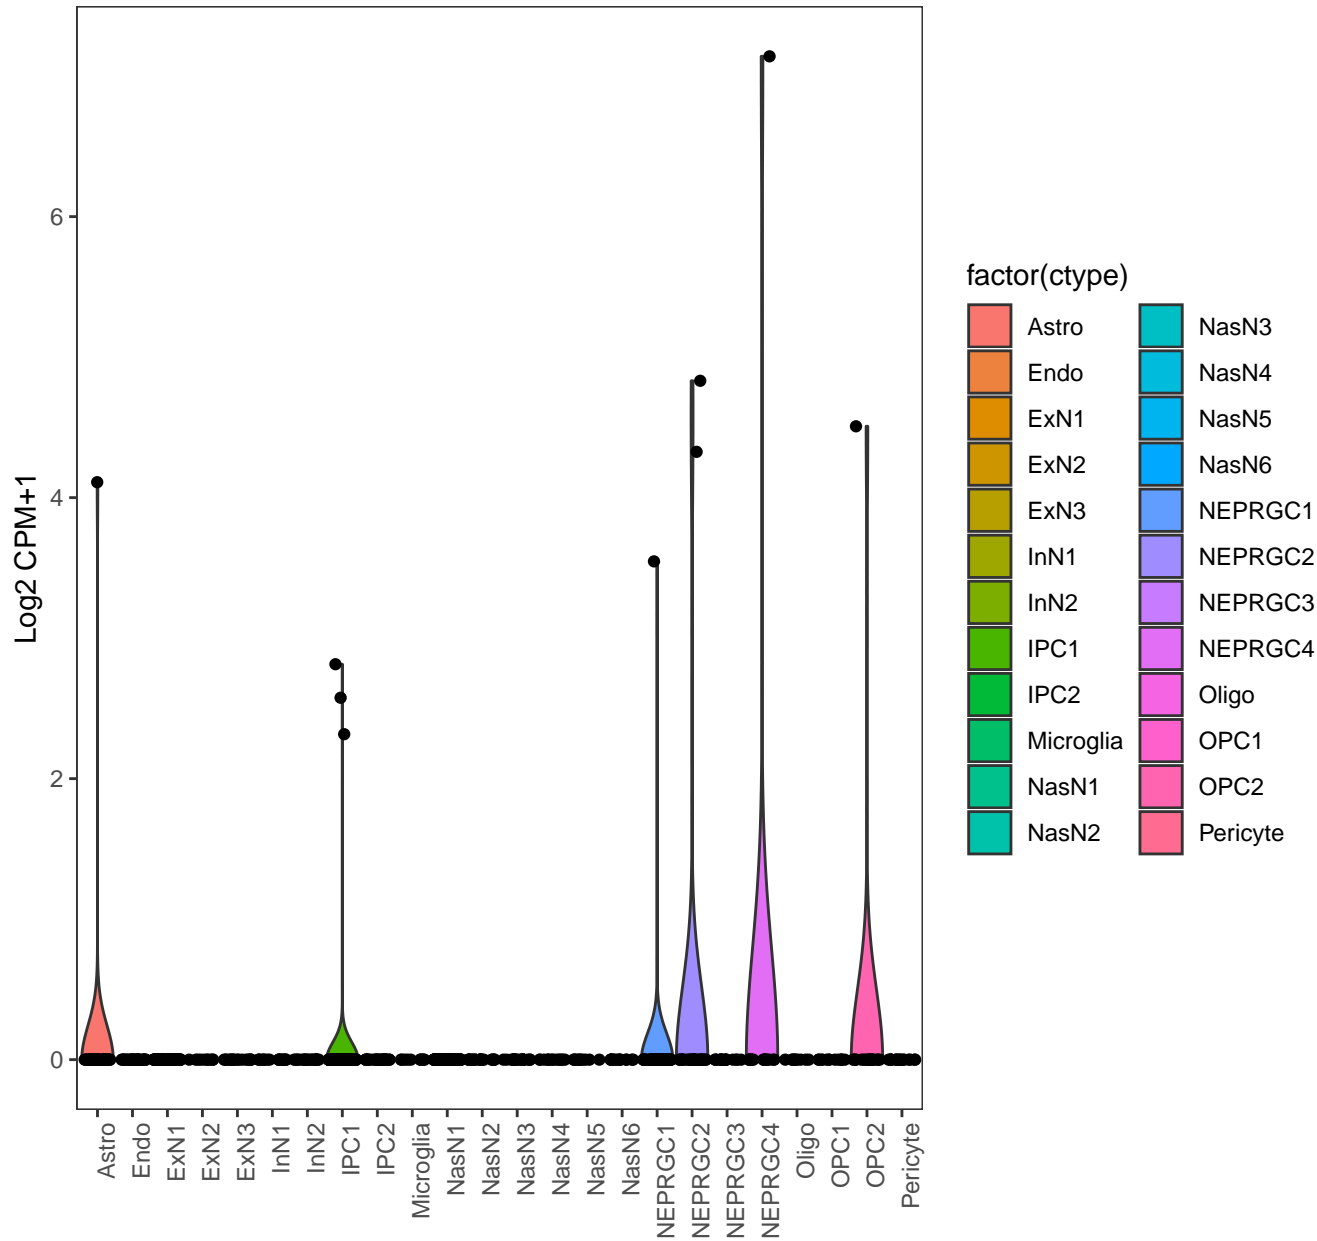 Log2 CPM+1
6
4
2
0
Astro
Endo
ExN1
ExN2
ExN3
InN1
InN2
IPC1
IPC2
Microglia
NasN1
NasN2
NasN3
NasN4
NasN5
NasN6
NEPRGC1
NEPRGC2
NEPRGC3
NEPRGC4
Oligo
OPC1
OPC2
Pericyte
factor(ctype)
Astro
Endo
ExN1
ExN2
ExN3
InN1
InN2
IPC1
IPC2
Microglia
NasN1
NasN2
NasN3
NasN4
NasN5
NasN6
NEPRGC1
NEPRGC2
NEPRGC3
NEPRGC4
Oligo
OPC1
OPC2
Pericyte